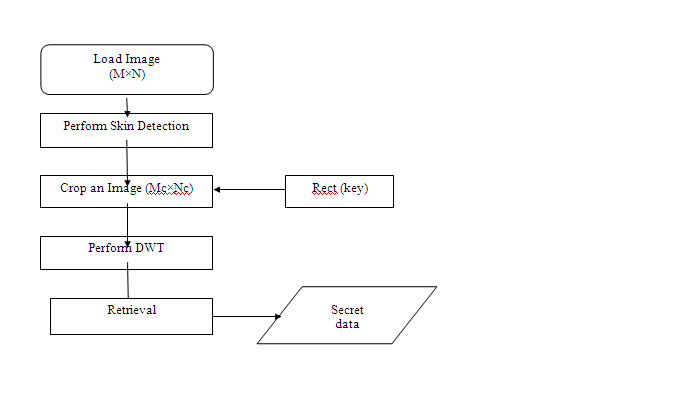 Load Image
(M×N)
Perform Skin Detection
Crop an Image (Mc×Nc)
Rect (key)
Perform DWT
Retrieval
Secret
data